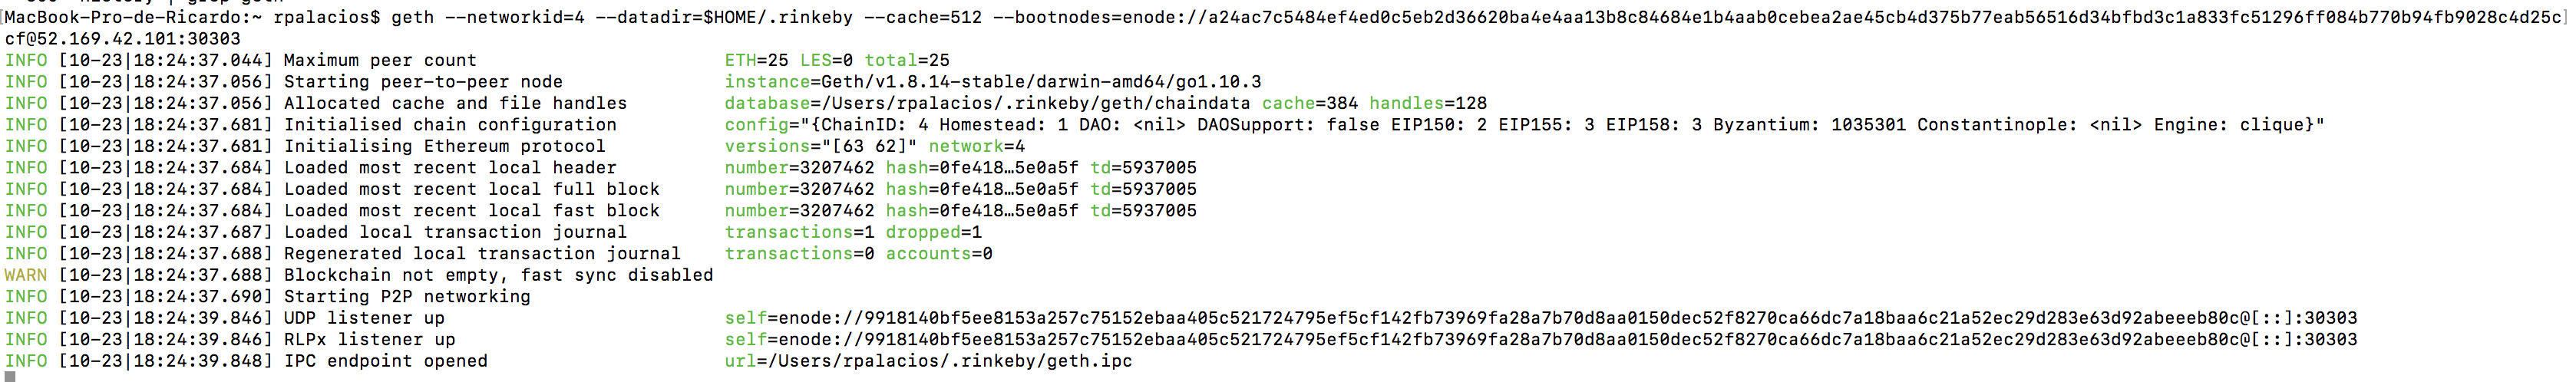 MacBook-Pro-de-Ricardo:~ rpalacios$ geth --networkid=4 --datadir=$HOME/.rinkeby --cache=512 --bootnodes=enode://a24ac7c5484ef4ed0c5eb2d36620ba4e4aa13b8c84684e1b4aab0cebea2ae45cb4d375b77eab56516d34bfbd3c1a833fc51296ff084b770b94fb9028c4d25c
cf@52.169.42.101:30303
INFO [10-23|18:24:37.044] Maximum peer count ETH=25 LES=0 total=25
INFO [10-23|18:24:37.056] Starting peer-to-peer node instance=Geth/v1.8.14-stable/darwin-amd64/go1.10.3
INFO [10-23|18:24:37.056] Allocated cache and file handles database=/Users/rpalacios/.rinkeby/geth/chaindata cache=384 handles=128
INFO [10-23|18:24:37.681] Initialised chain configuration config="{ChainID: 4 Homestead: 1 DAO: <nil> DAOSupport: false EIP150: 2 EIP155: 3 EIP158: 3 Byzantium: 1035301 Constantinople: <nil> Engine: clique}"
INFO [10-23|18:24:37.681] Initialising Ethereum protocol versions="[63 62]" network=4
INFO [10-23|18:24:37.684] Loaded most recent local header number=3207462 hash=0fe418…5e0a5f td=5937005
INFO [10-23|18:24:37.684] Loaded most recent local full block number=3207462 hash=0fe418…5e0a5f td=5937005
INFO [10-23|18:24:37.684] Loaded most recent local fast block number=3207462 hash=0fe418…5e0a5f td=5937005
INFO [10-23|18:24:37.687] Loaded local transaction journal transactions=1 dropped=1
INFO [10-23|18:24:37.688] Regenerated local transaction journal transactions=0 accounts=0
WARN [10-23|18:24:37.688] Blockchain not empty, fast sync disabled
INFO [10-23|18:24:37.690] Starting P2P networking
INFO [10-23|18:24:39.846] UDP listener up self=enode://9918140bf5ee8153a257c75152ebaa405c521724795ef5cf142fb73969fa28a7b70d8aa0150dec52f8270ca66dc7a18baa6c21a52ec29d283e63d92abeeeb80c@[::]:30303
INFO [10-23|18:24:39.846] RLPx listener up self=enode://9918140bf5ee8153a257c75152ebaa405c521724795ef5cf142fb73969fa28a7b70d8aa0150dec52f8270ca66dc7a18baa6c21a52ec29d283e63d92abeeeb80c@[::]:30303
INFO [10-23|18:24:39.848] IPC endpoint opened url=/Users/rpalacios/.rinkeby/geth.ipc